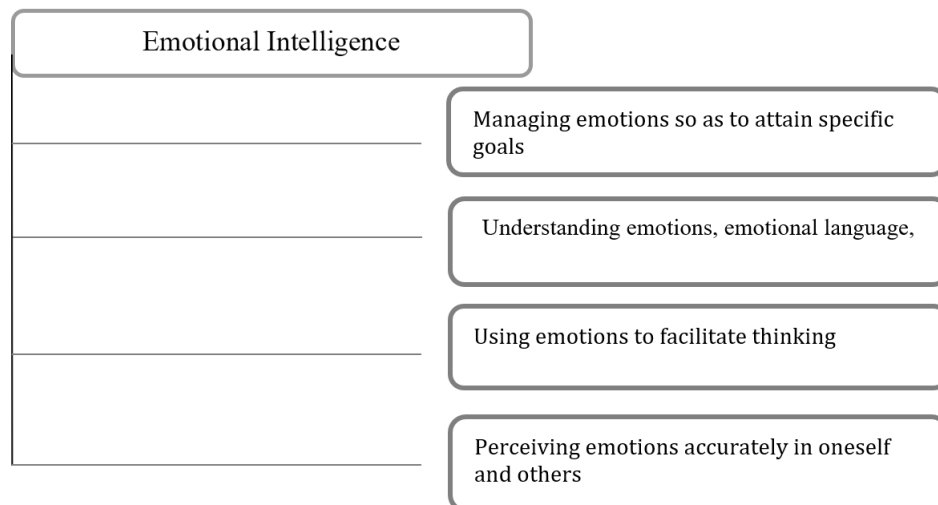 Emotional Intelligence
Managing emotions so as to attain specific
goals
Understanding emotions, emotional language,
Using emotions to facilitate thinking
Perceiving emotions accurately in oneself
and others